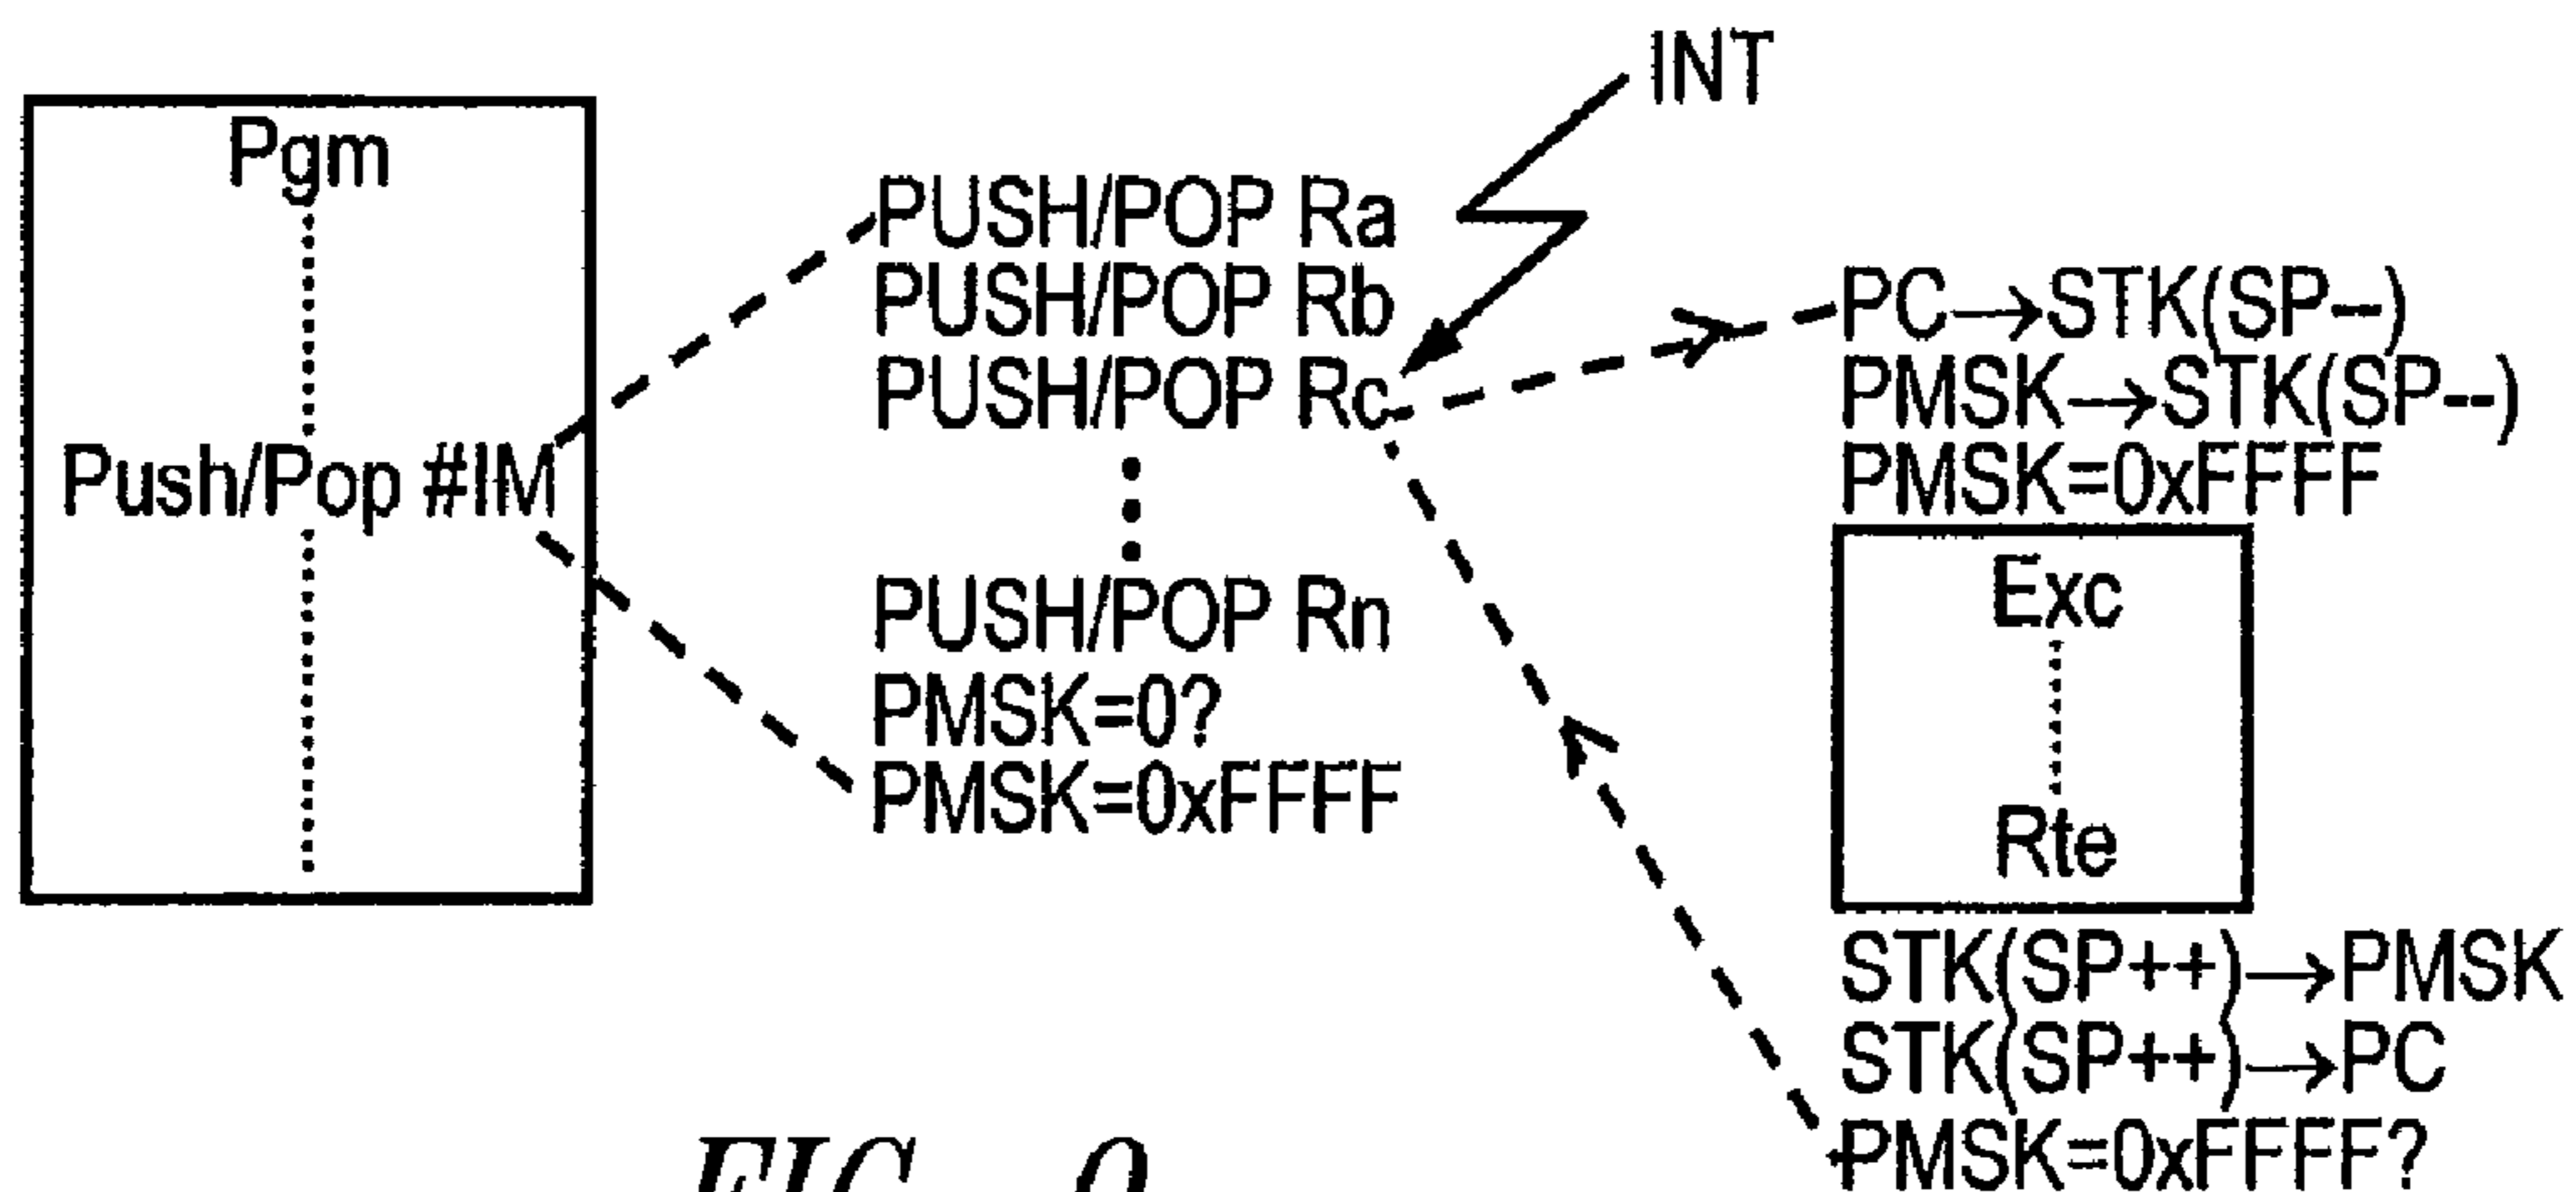 Pgm
Push/Pop #IM
PUSH/POP Ra
PUSH/POP Rb
PUSH/POP Rc
PUSH/POP Rn
PMSK=0?
PMSK=0xFFFF
INT
PC→STK(SP--)
PMSK→STK(SP--)
PMSK=0xFFFF
Exc
Rte
STK(SP++)→PMSK
STK(SP++)→PC
PMSK=0xFFFF?